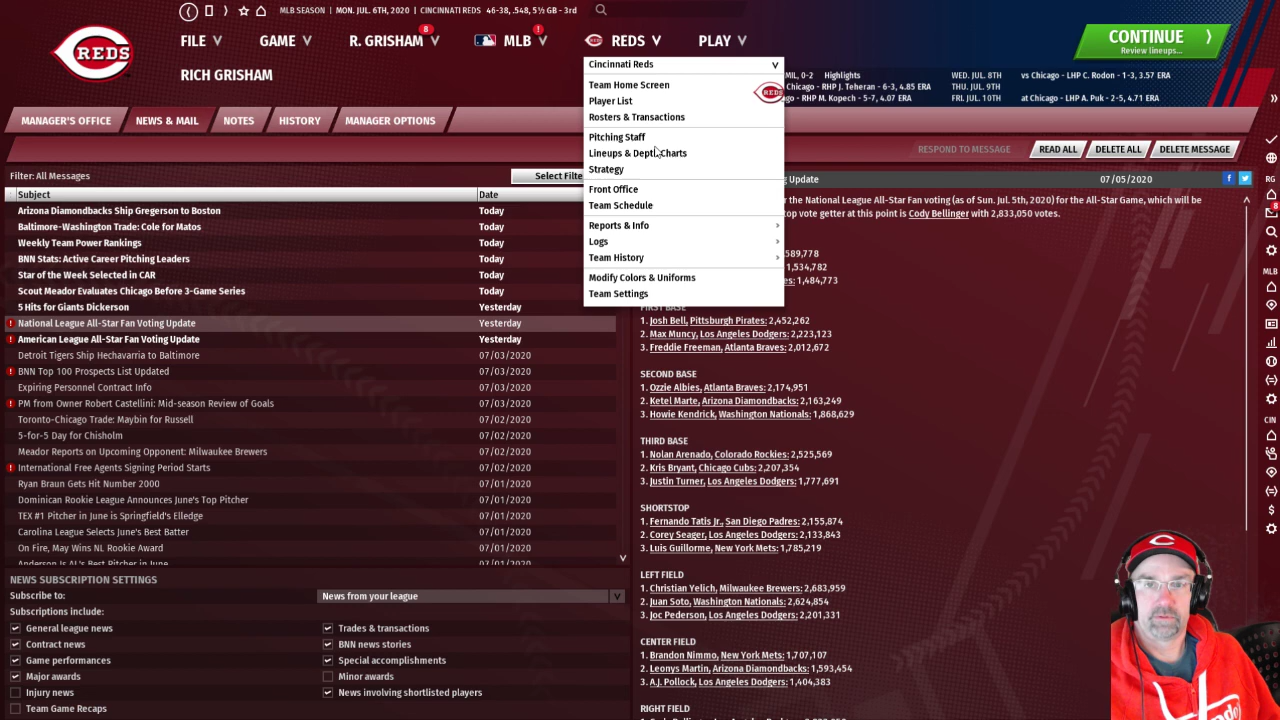 MLB SEASON | MON. JUL. 6TH, 2020 | CINCINNATI REDS 46-38, .548, 5½ GB - 3rd
REDS
FILE
GAME
R. GRISHAM
8
MLB
!
REDS
PLAY
CONTINUE
Review lineups...
RICH GRISHAM
MIL, 0-2 Highlights
Chicago - RHP J. Teheran - 6-3, 4.85 ERA
ago - RHP M. Kopech - 5-7, 4.07 ERA
WED. JUL. 8TH vs Chicago - LHP C. Rodon - 1-3, 3.57 ERA
THU. JUL. 9TH
FRI. JUL. 10TH at Chicago - LHP A. Puk - 2-5, 4.71 ERA
Cincinnati Reds
Team Home Screen
REDS
Player List
Rosters & Transactions
Pitching Staff
Lineups & Depth Charts
Strategy
Front Office
Team Schedule
Reports & Info
Logs
Team History
Modify Colors & Uniforms
Team Settings
MANAGER'S OFFICE
NEWS & MAIL
NOTES
HISTORY
MANAGER OPTIONS
RESPOND TO MESSAGE
READ ALL
DELETE ALL
DELETE MESSAGE
Filter: All Messages
Select Filte
Subject Date
Arizona Diamondbacks Ship Gregerson to Boston Today
Baltimore-Washington Trade: Cole for Matos Today
Weekly Team Power Rankings Today
BNN Stats: Active Career Pitching Leaders Today
Star of the Week Selected in CAR Today
Scout Meador Evaluates Chicago Before 3-Game Series Today
5 Hits for Giants Dickerson Yesterday
! National League All-Star Fan Voting Update Yesterday
! American League All-Star Fan Voting Update Yesterday
Detroit Tigers Ship Hechavarria to Baltimore 07/03/2020
! BNN Top 100 Prospects List Updated 07/03/2020
Expiring Personnel Contract Info 07/03/2020
! PM from Owner Robert Castellini: Mid-season Review of Goals 07/03/2020
Toronto-Chicago Trade: Maybin for Russell 07/02/2020
5-for-5 Day for Chisholm 07/02/2020
Meador Reports on Upcoming Opponent: Milwaukee Brewers 07/02/2020
! International Free Agents Signing Period Starts 07/02/2020
Ryan Braun Gets Hit Number 2000 07/01/2020
Dominican Rookie League Announces June's Top Pitcher 07/01/2020
TEX #1 Pitcher in June is Springfield's Elledge 07/01/2020
Carolina League Selects June's Best Batter 07/01/2020
On Fire, May Wins NL Rookie Award 07/01/2020
Anderson Is AL's Best Pitcher in June 07/01/2020
NEWS SUBSCRIPTION SETTINGS
Subscribe to: News from your league
Subscriptions include:
General league news
Trades & transactions
Contract news
BNN news stories
Game performances
Special accomplishments
Major awards
Minor awards
Injury news
News involving shortlisted players
Team Game Recaps
g Update 07/05/2020
r the National League All-Star Fan voting (as of Sun. Jul. 5th, 2020) for the All-Star Game, which will be
top vote getter at this point is Cody Bellinger with 2,833,050 votes.
589,778
1,534,782
: 1,484,773
FIRST BASE
1. Josh Bell, Pittsburgh Pirates: 2,452,262
2. Max Muncy, Los Angeles Dodgers: 2,223,123
3. Freddie Freeman, Atlanta Braves: 2,012,672
SECOND BASE
1. Ozzie Albies, Atlanta Braves: 2,174,951
2. Ketel Marte, Arizona Diamondbacks: 2,163,249
3. Howie Kendrick, Washington Nationals: 1,868,629
THIRD BASE
1. Nolan Arenado, Colorado Rockies: 2,525,569
2. Kris Bryant, Chicago Cubs: 2,207,354
3. Justin Turner, Los Angeles Dodgers: 1,777,691
SHORTSTOP
1. Fernando Tatis Jr., San Diego Padres: 2,155,874
2. Corey Seager, Los Angeles Dodgers: 2,133,843
3. Luis Guillorme, New York Mets: 1,785,219
LEFT FIELD
1. Christian Yelich, Milwaukee Brewers: 2,683,959
2. Juan Soto, Washington Nationals: 2,624,854
3. Joc Pederson, Los Angeles Dodgers: 2,201,331
CENTER FIELD
1. Brandon Nimmo, New York Mets: 1,707,107
2. Leonys Martin, Arizona Diamondbacks: 1,593,454
3. A.J. Pollock, Los Angeles Dodgers: 1,404,383
RIGHT FIELD
RG
8
MLB
CIN